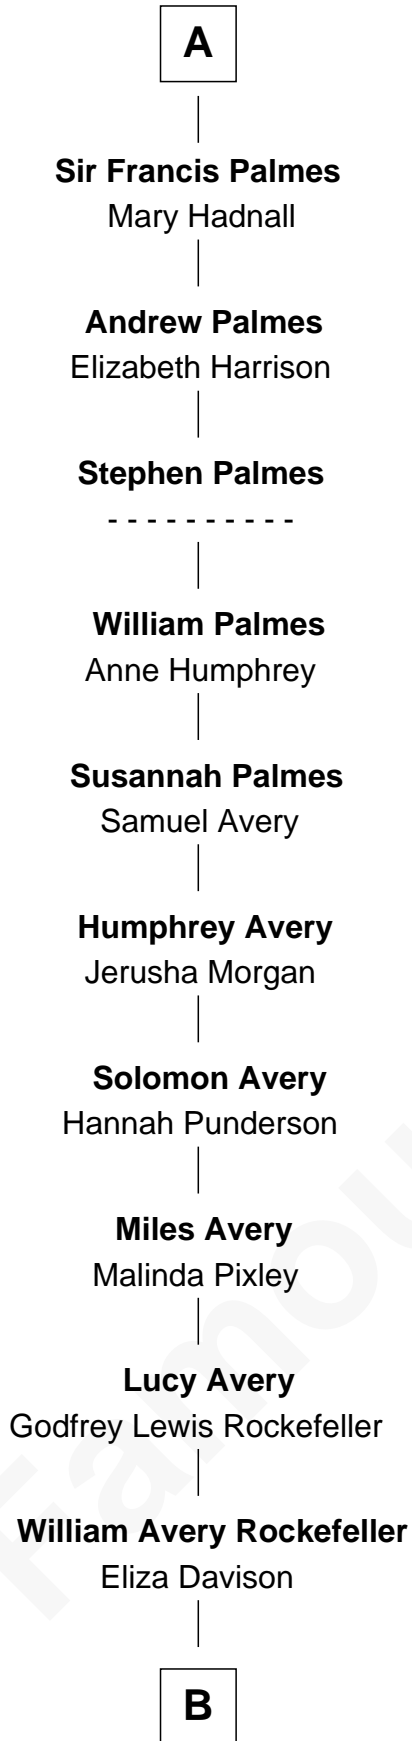 A
Sir Francis Palmes
Mary Hadnall
Andrew Palmes
Elizabeth Harrison
Stephen Palmes
- - - - - - - - - -
William Palmes
Anne Humphrey
Susannah Palmes
Samuel Avery
Humphrey Avery
Jerusha Morgan
Solomon Avery
Hannah Punderson
Miles Avery
Malinda Pixley
Lucy Avery
Godfrey Lewis Rockefeller
William Avery Rockefeller
Eliza Davison
B
Famou